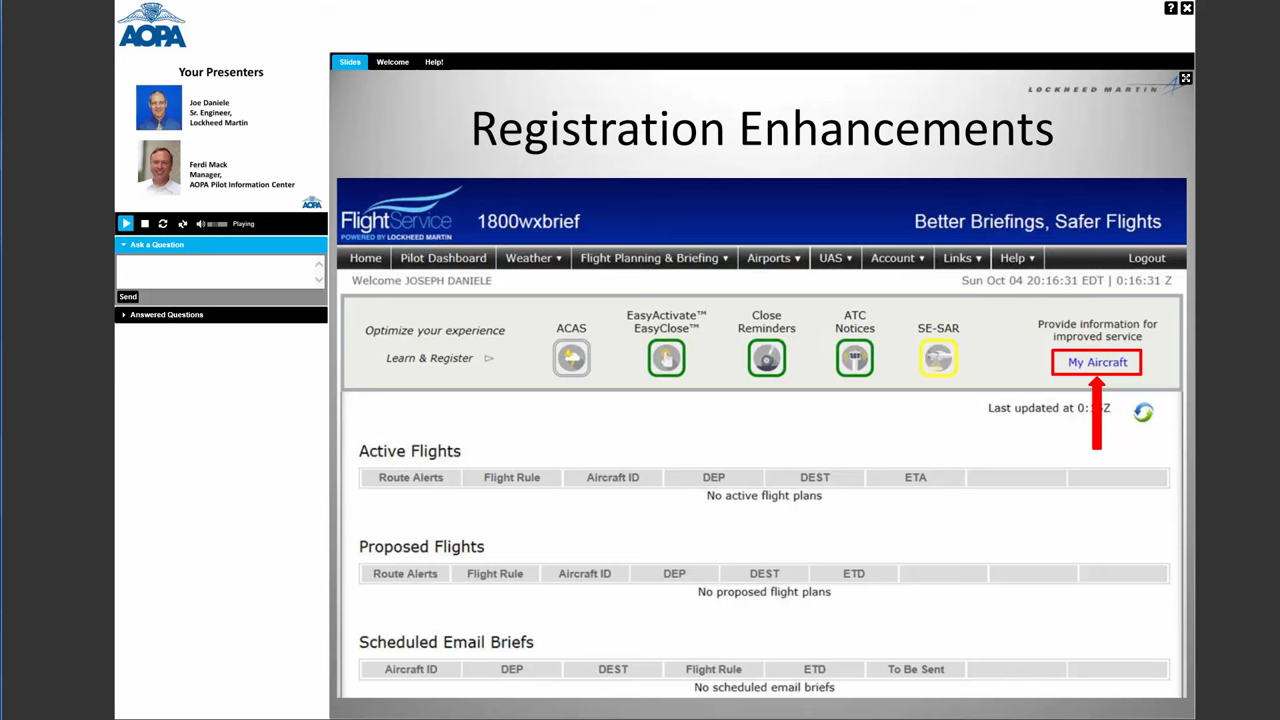 AOPA
? X
Your Presenters
Joe Daniele
Sr. Engineer,
Lockheed Martin
Ferdi Mack
Manager,
AOPA Pilot Information Center
AOPA
Playing
Ask a Question
Send
Answered Questions
Slides Welcome Help!
LOCKHEED MARTIN
Registration Enhancements
FlightService
POWERED BY LOCKHEED MARTIN
1800wxbrief
Better Briefings, Safer Flights
Home Pilot Dashboard Weather Flight Planning & Briefing Airports UAS Account Links Help Logout
Welcome JOSEPH DANIELE
Sun Oct 04 20:16:31 EDT | 0:16:31 Z
Optimize your experience
Learn & Register
ACAS
EasyActivate™
EasyClose™
Close
Reminders
ATC
Notices
SE-SAR
Provide information for
improved service
My Aircraft
Last updated at
Active Flights
Route Alerts Flight Rule Aircraft ID DEP DEST ETA
No active flight plans
Proposed Flights
Route Alerts Flight Rule Aircraft ID DEP DEST ETD
No proposed flight plans
Scheduled Email Briefs
Aircraft ID DEP DEST Flight Rule ETD To Be Sent
No scheduled email briefs